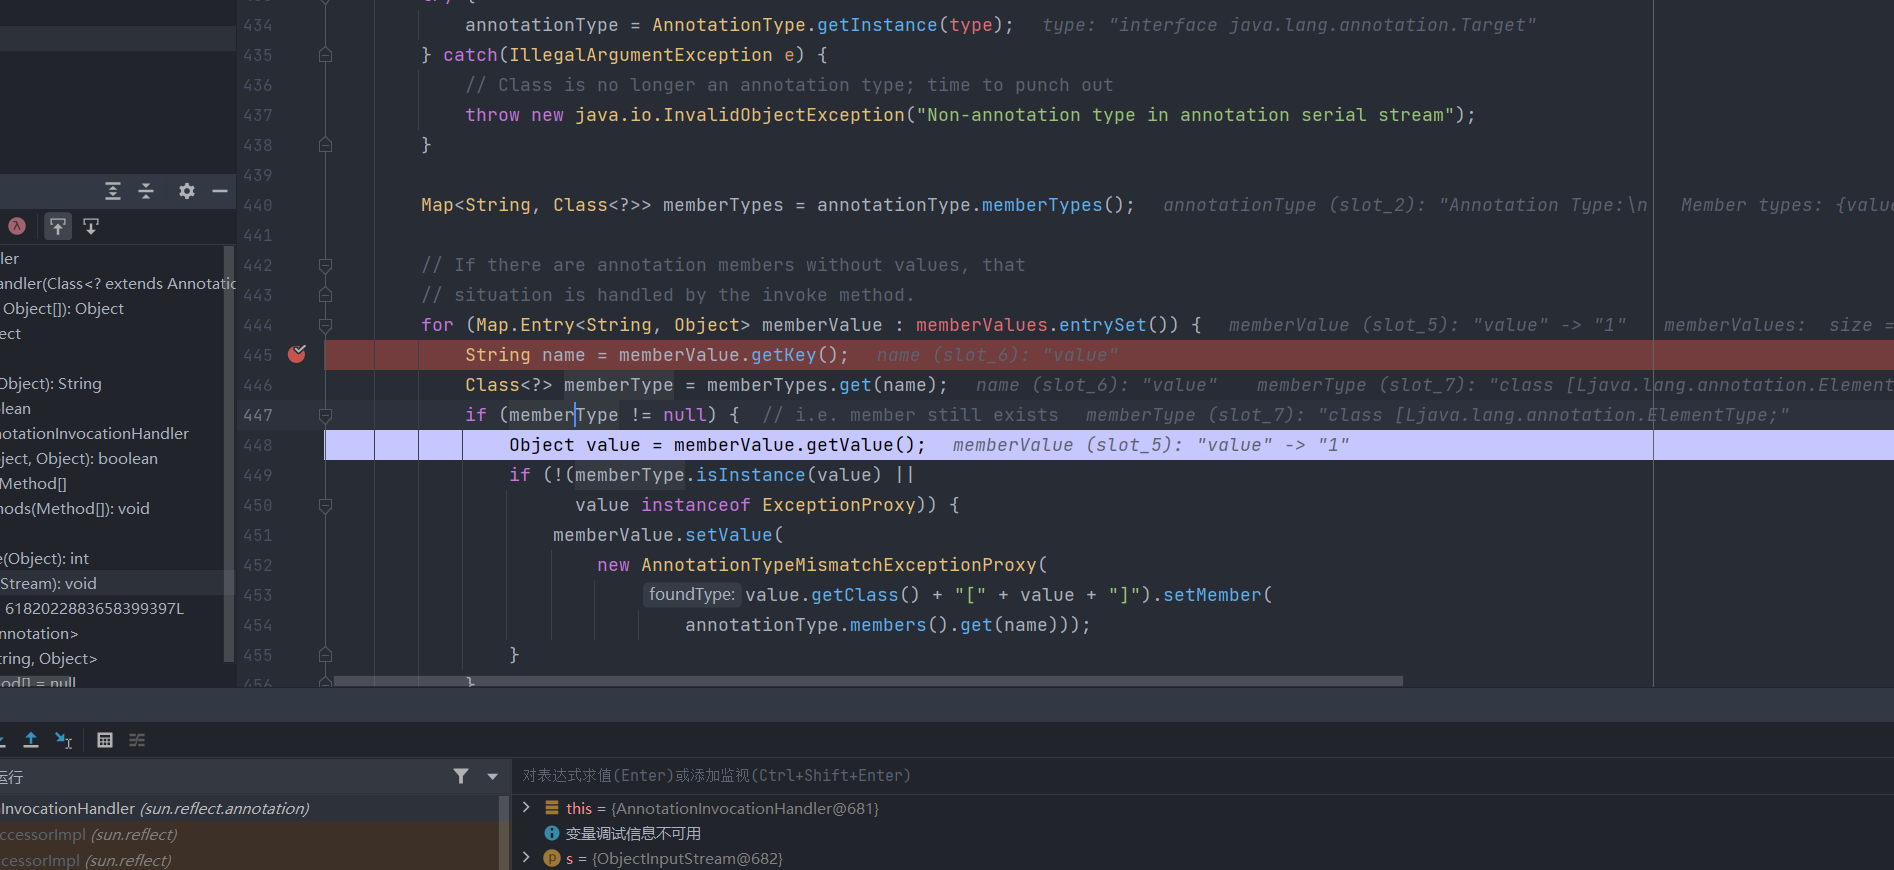 434 annotationType = AnnotationType.getInstance(type); type: "interface java.lang.annotation.Target"
435 } catch(IllegalArgumentException e) {
436 // Class is no longer an annotation type; time to punch out
437 throw new java.io.InvalidObjectException("Non-annotation type in annotation serial stream");
438 }
439
440 Map<String, Class<?>> memberTypes = annotationType.memberTypes(); annotationType (slot_2): "Annotation Type:\n Member types: {valu
441
442 // If there are annotation members without values, that
443 // situation is handled by the invoke method.
444 for (Map.Entry<String, Object> memberValue : memberValues.entrySet()) { memberValue (slot_5): "value" -> "1" memberValues: size =
445 String name = memberValue.getKey(); name (slot_6): "value"
446 Class<?> memberType = memberTypes.get(name); name (slot_6): "value" memberType (slot_7): "class [Ljava.lang.annotation.Element
447 if (memberType != null) { // i.e. member still exists memberType (slot_7): "class [Ljava.lang.annotation.ElementType;"
448 Object value = memberValue.getValue(); memberValue (slot_5): "value" -> "1"
449 if (!(memberType.isInstance(value) ||
450 value instanceof ExceptionProxy)) {
451 memberValue.setValue(
452 new AnnotationTypeMismatchExceptionProxy(
453 foundType: value.getClass() + "[" + value + "]").setMember(
454 annotationType.members().get(name)));
455 }
456 }
ler
andler(Class<? extends Annotatio
Object[]): Object
ect
Object): String
lean
notationInvocationHandler
ject, Object): boolean
Method[]
hods(Method[]): void
e(Object): int
Stream): void
6182022883658399397L
nnotation>
tring, Object>
od[] = null
运行
InvocationHandler (sun.reflect.annotation)
ccessorImpl (sun.reflect)
cessorImpl (sun.reflect)
对表达式求值(Enter)或添加监视(Ctrl+Shift+Enter)
this = {AnnotationInvocationHandler@681}
变量调试信息不可用
s = {ObjectInputStream@682}